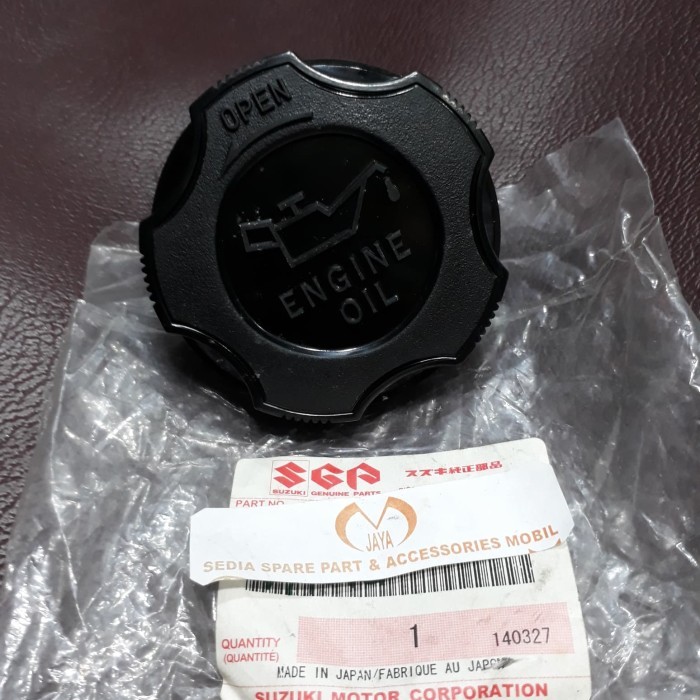 OPEN
ENGINE
OIL
SGP スズキ純正部品
SUZUKI GENUINE PARTS
PART NO.
JAYA
SEDIA SPARE PART & ACCESSORIES MOBIL
QUANTITY 1 140327
(QUANTITÉ)
MADE IN JAPAN/FABRIQUE AU JAPON
SUZUKI MOTOR CORPORATION